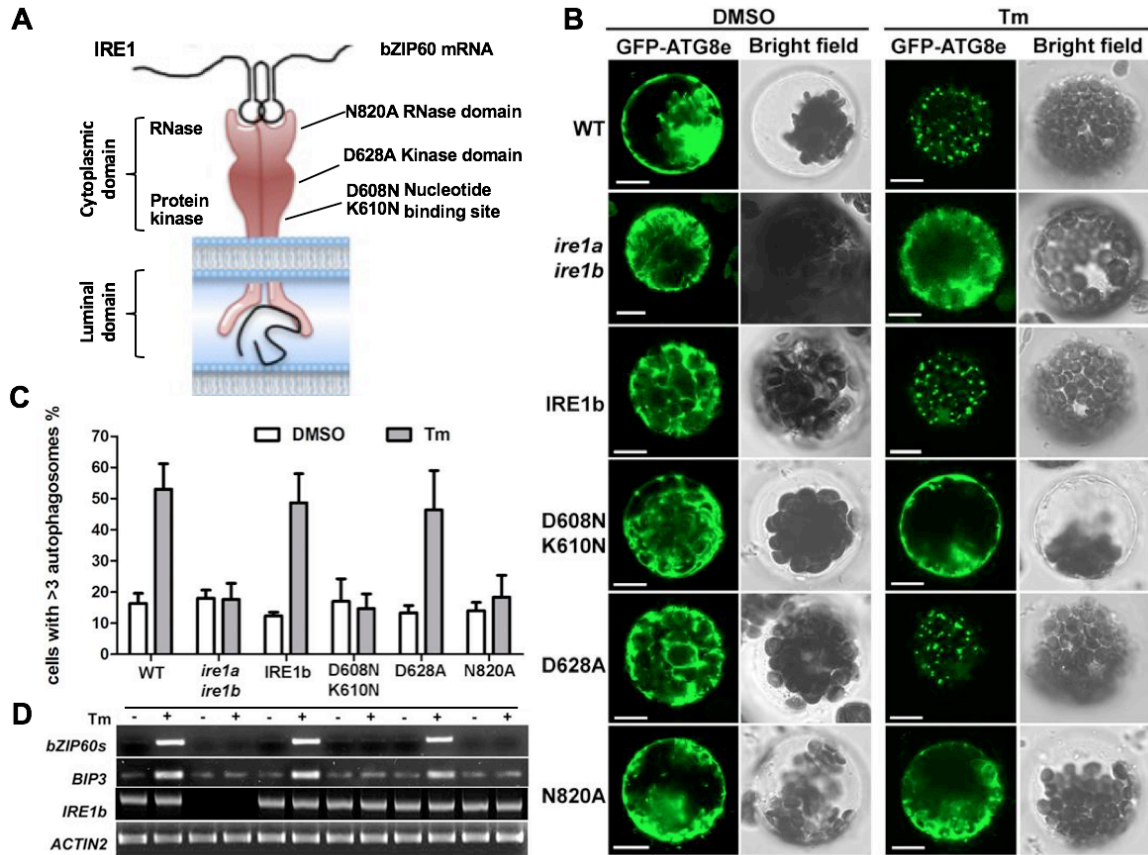 A
IRE1
bZIP60 mRNA
Cytoplasmic
domain
RNase
Protein
kinase
N820A RNase domain
D628A Kinase domain
D608N Nucleotide
K610N binding site
Luminal
domain
B
DMSO
Tm
GFP-ATG8e Bright field
GFP-ATG8e Bright field
WT
ire1a
ire1b
IRE1b
D608N
K610N
D628A
N820A
C
cells with >3 autophagosomes %
DMSO
Tm
70
60
50
40
30
20
10
0
WT
ire1a
ire1b
IRE1b
D608N
K610N
D628A
N820A
D
Tm - + - + - + - + - + - +
bZIP60s
BIP3
IRE1b
ACTIN2